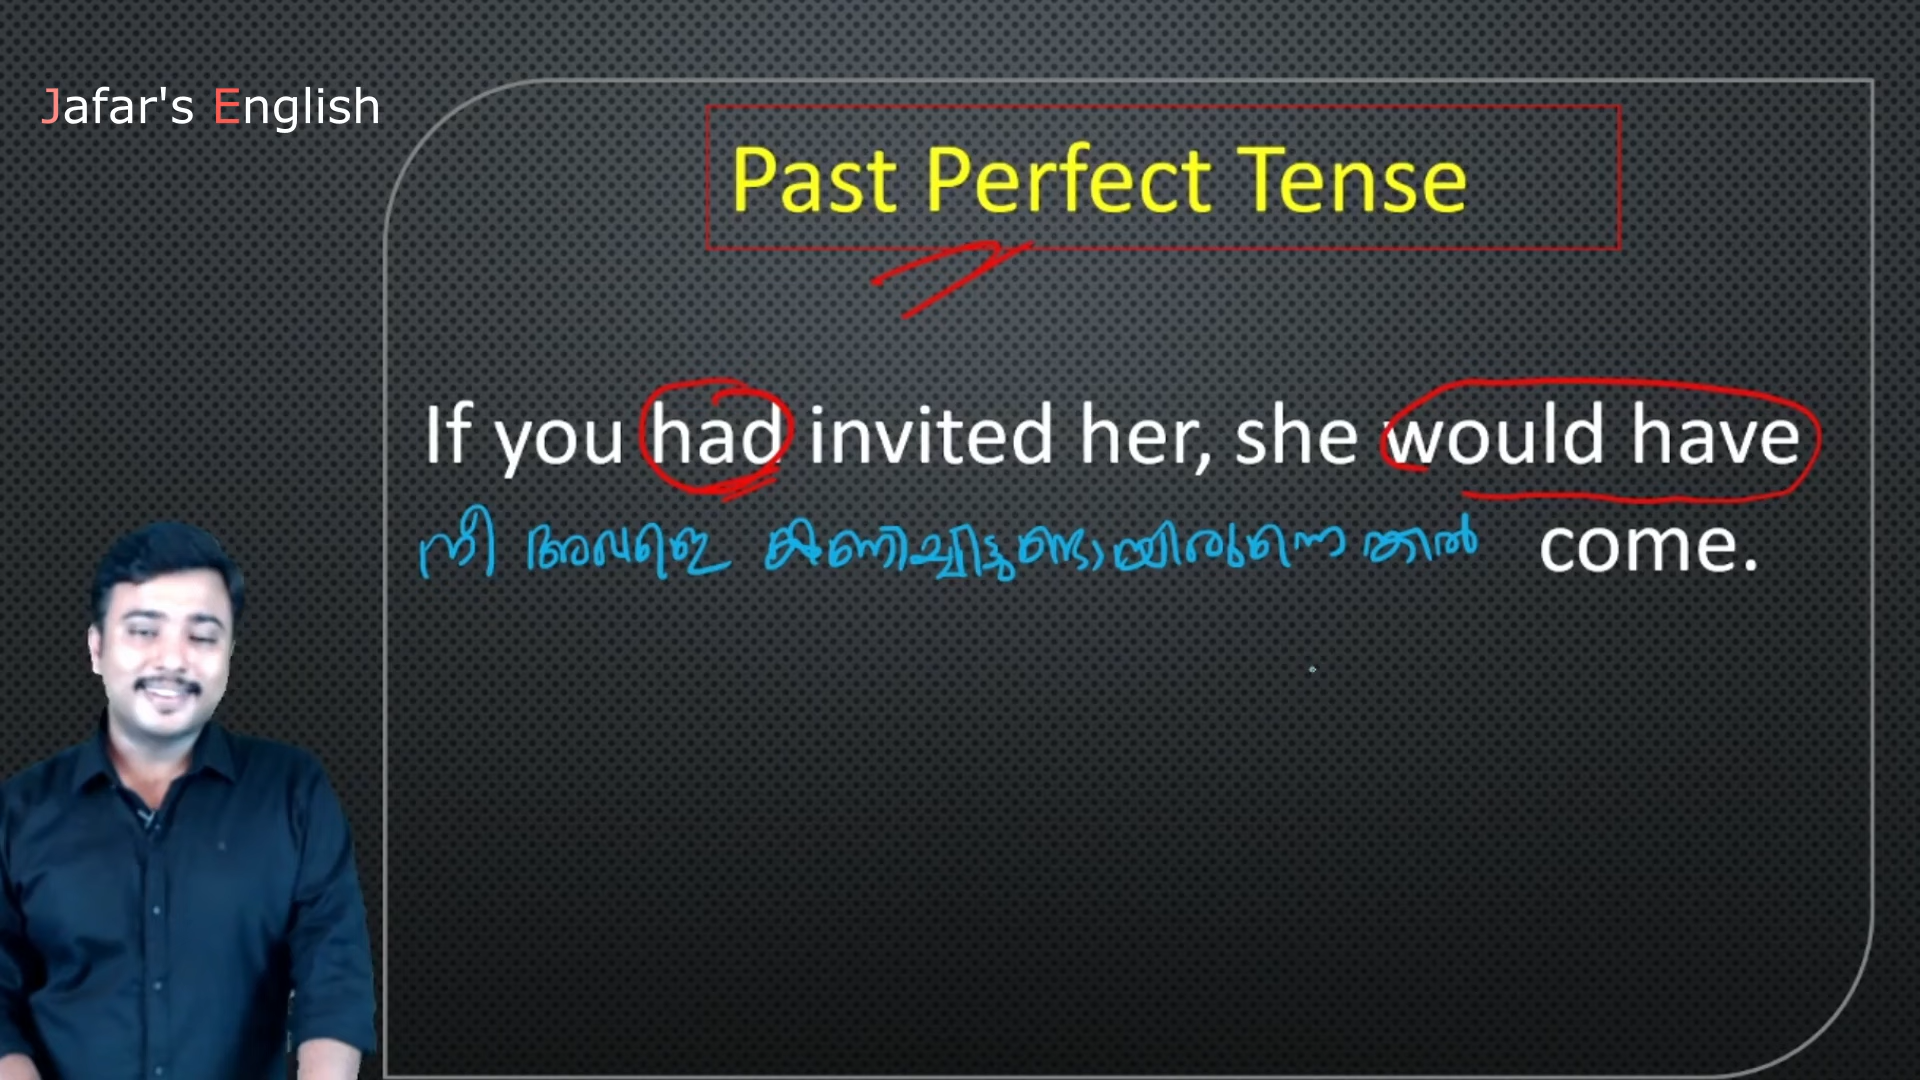 Jafar's English
Past Perfect Tense
If you had invited her, she would have
നീ അവളെ ക്ഷണിച്ചിട്ടുണ്ടായിരുന്നെങ്കിൽ come.